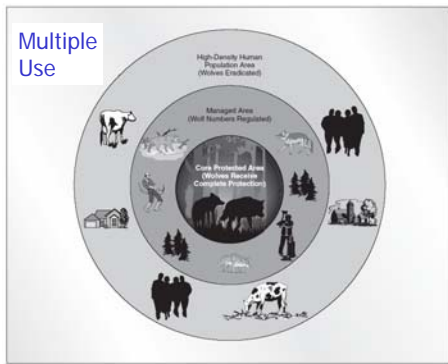 Multiple
Use
High-Density Human
Population Area
(Wolves Eradicated)
Managed Area
(Wolf Numbers Regulated)
Core Protected Area
(Wolves Receive
Complete Protection)